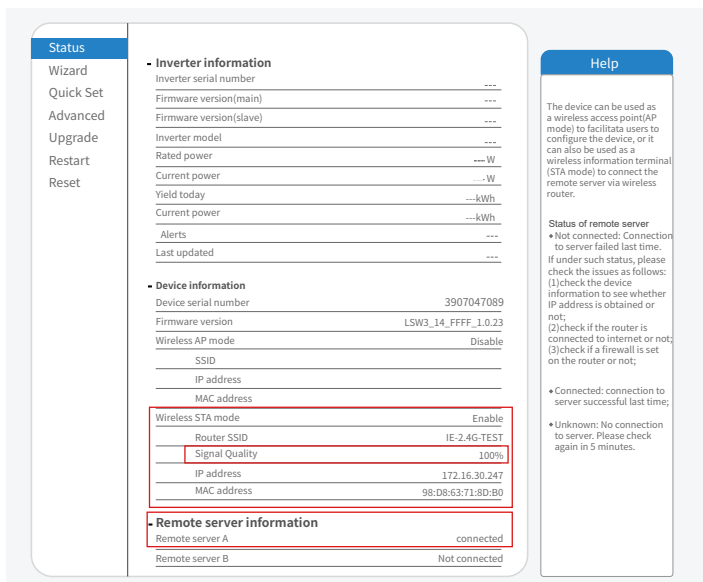 Status
Wizard
Quick Set
Advanced
Upgrade
Restart
Reset
- Inverter information
Inverter serial number ---
Firmware version(main) ---
Firmware version(slave) ---
Inverter model ---
Rated power --- W
Current power --- W
Yield today ---kWh
Current power ---kWh
Alerts ---
Last updated ---
- Device information
Device serial number 3907047089
Firmware version LSW3_14_FFFF_1.0.23
Wireless AP mode Disable
SSID
IP address
MAC address
Wireless STA mode Enable
Router SSID IE-2.4G-TEST
Signal Quality 100%
IP address 172.16.30.247
MAC address 98:D8:63:71:8D:B0
- Remote server information
Remote server A connected
Remote server B Not connected
Help
The device can be used as
a wireless access point(AP
mode) to facilitata users to
configure the device, or it
can also be used as a
wireless information terminal
(STA mode) to connect the
remote server via wireless
router.
Status of remote server
◆Not connected: Connection
to server failed last time.
If under such status, please
check the issues as follows:
(1)check the device
information to see whether
IP address is obtained or
not;
(2)check if the router is
connected to internet or not;
(3)check if a firewall is set
on the router or not;
◆Connected: connection to
server successful last time;
◆Unknown: No connection
to server. Please check
again in 5 minutes.